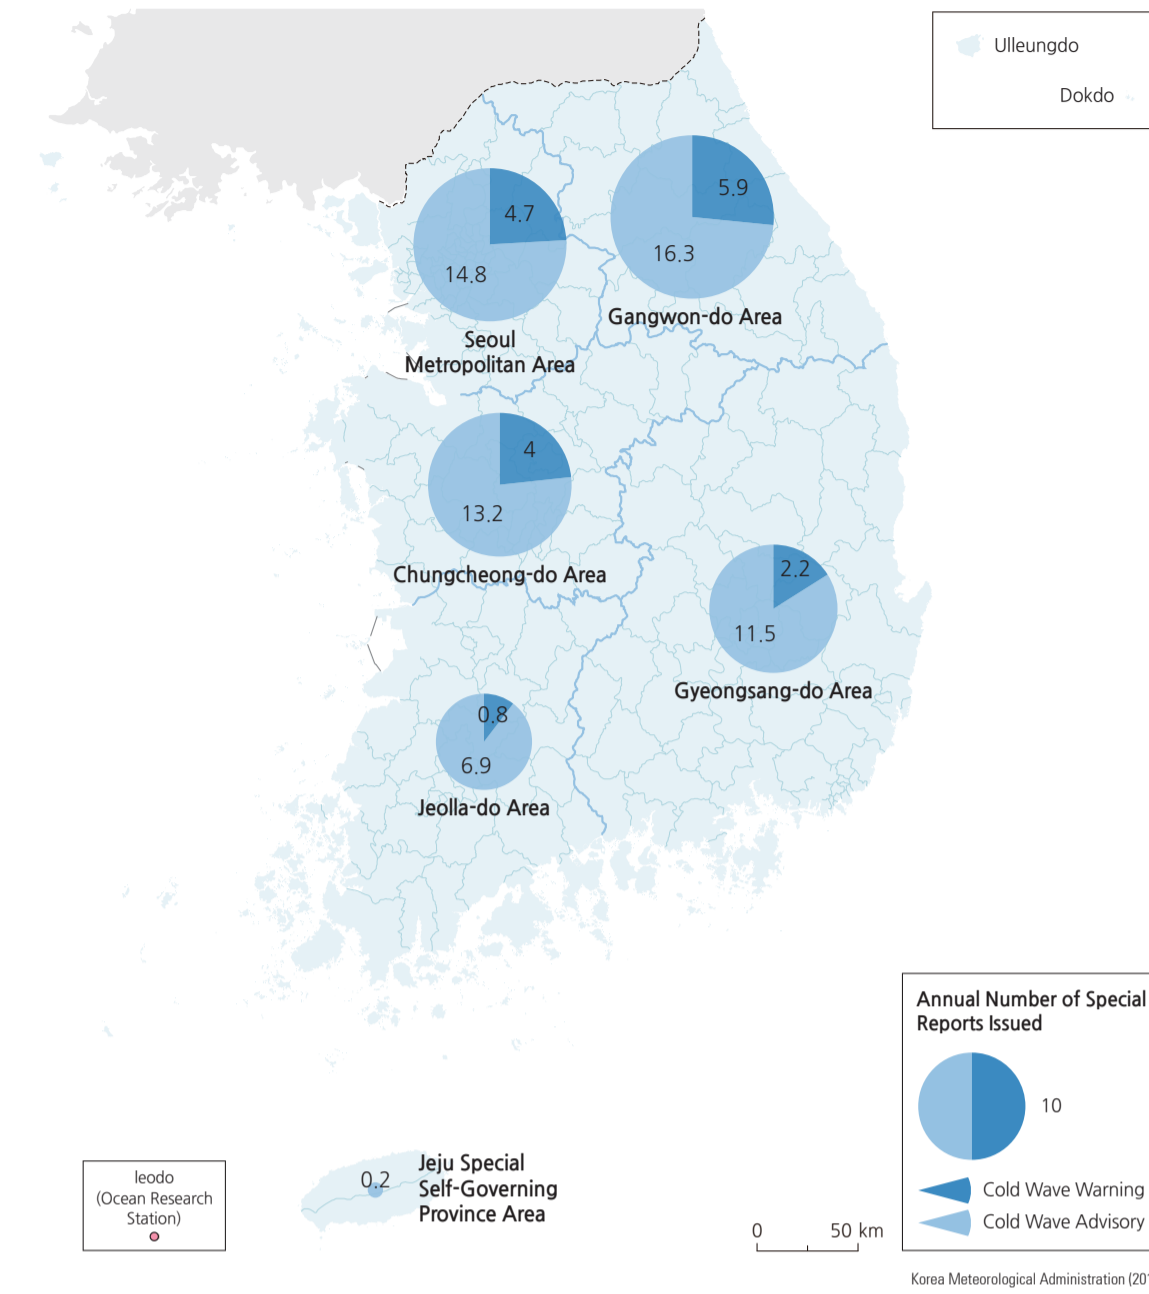 Ulleungdo
Dokdo
5.9
16.3
Gangwon-do Area
4.7
14.8
Seoul
Metropolitan Area
4
13.2
Chungcheong-do Area
2.2
11.5
Gyeongsang-do Area
0.8
6.9
Jeolla-do Area
0.2
Jeju Special
Self-Governing
Province Area
Ieodo
(Ocean Research
Station)
0 50 km
Annual Number of Special
Reports Issued
10
Cold Wave Warning
Cold Wave Advisory
Korea Meteorological Administration (201